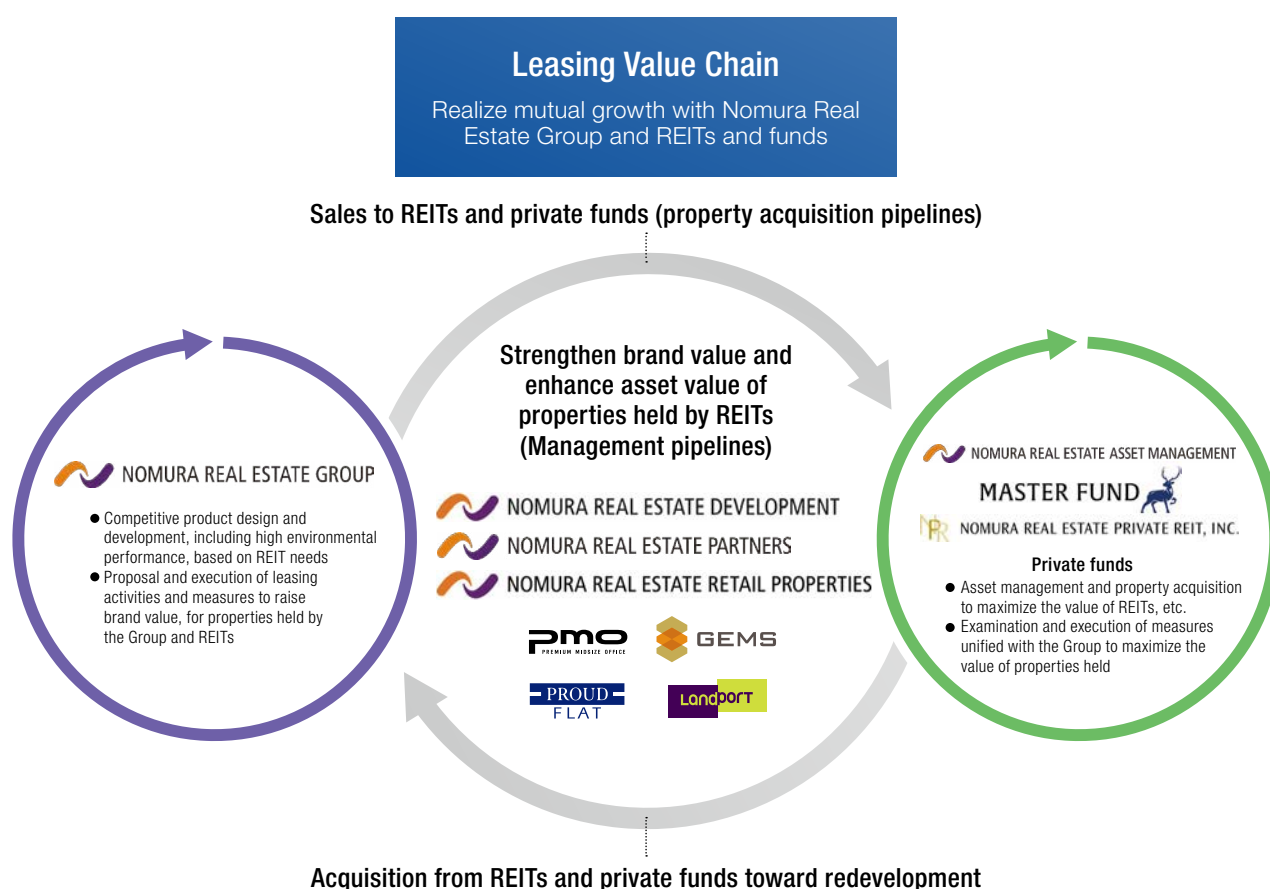 Leasing Value Chain
Realize mutual growth with Nomura Real
Estate Group and REITs and funds
Sales to REITs and private funds (property acquisition pipelines)
NOMURA REAL ESTATE GROUP
● Competitive product design and
development, including high environmental
performance, based on REIT needs
● Proposal and execution of leasing
activities and measures to raise
brand value, for properties held by
the Group and REITs
Strengthen brand value and
enhance asset value of
properties held by REITs
(Management pipelines)
NOMURA REAL ESTATE DEVELOPMENT
NOMURA REAL ESTATE PARTNERS
NOMURA REAL ESTATE RETAIL PROPERTIES
PMO
PREMIUM MIDSIZE OFFICE
GEMS
PROUD
FLAT
Landport
NOMURA REAL ESTATE ASSET MANAGEMENT
MASTER FUND
NPR NOMURA REAL ESTATE PRIVATE REIT, INC.
Private funds
● Asset management and property acquisition
to maximize the value of REITs, etc.
● Examination and execution of measures
unified with the Group to maximize the
value of properties held
Acquisition from REITs and private funds toward redevelopment